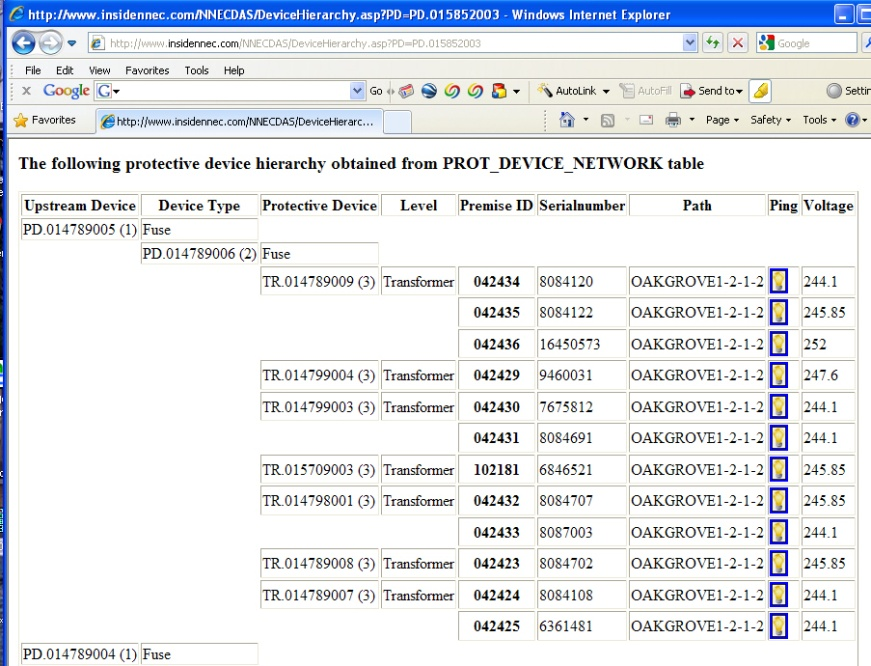 http://www.insidennec.com/NNECDAS/DeviceHierarchy.asp?PD=PD.015852003 - Windows Internet Explorer
http://www.insidennec.com/NNECDAS/DeviceHierarchy.asp?PD=PD.015852003
Google
File Edit View Favorites Tools Help
x Google G Go AutoLink AutoFill Send to Settin
Favorites http://www.insidennec.com/NNECDAS/DeviceHierarc... Page Safety Tools
The following protective device hierarchy obtained from PROT_DEVICE_NETWORK table
Upstream Device Device Type Protective Device Level Premise ID Serialnumber Path Ping Voltage
PD.014789005 (1) Fuse
PD.014789006 (2) Fuse
TR.014789009 (3) Transformer 042434 8084120 OAKGROVE1-2-1-2 244.1
042435 8084122 OAKGROVE1-2-1-2 245.85
042436 16450573 OAKGROVE1-2-1-2 252
TR.014799004 (3) Transformer 042429 9460031 OAKGROVE1-2-1-2 247.6
TR.014799003 (3) Transformer 042430 7675812 OAKGROVE1-2-1-2 244.1
042431 8084691 OAKGROVE1-2-1-2 244.1
TR.015709003 (3) Transformer 102181 6846521 OAKGROVE1-2-1-2 245.85
TR.014798001 (3) Transformer 042432 8084707 OAKGROVE1-2-1-2 245.85
042433 8087003 OAKGROVE1-2-1-2 244.1
TR.014789008 (3) Transformer 042423 8084702 OAKGROVE1-2-1-2 245.85
TR.014789007 (3) Transformer 042424 8084108 OAKGROVE1-2-1-2 244.1
042425 6361481 OAKGROVE1-2-1-2 244.1
PD.014789004 (1) Fuse